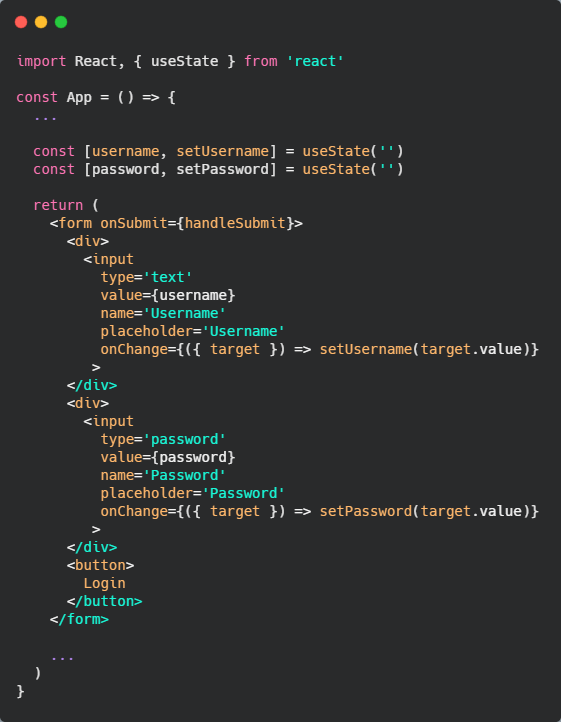 import React, { useState } from 'react'

const App = () => {
  ...

  const [username, setUsername] = useState('')
  const [password, setPassword] = useState('')

  return (
    <form onSubmit={handleSubmit}>
      <div>
        <input
          type='text'
          value={username}
          name='Username'
          placeholder='Username'
          onChange={({ target }) => setUsername(target.value)}
         >
      </div>
      <div>
        <input
          type='password'
          value={password}
          name='Password'
          placeholder='Password'
          onChange={({ target }) => setPassword(target.value)}
         >
      </div>
      <button>
        Login
      </button>
    </form>

    ...
  )
}